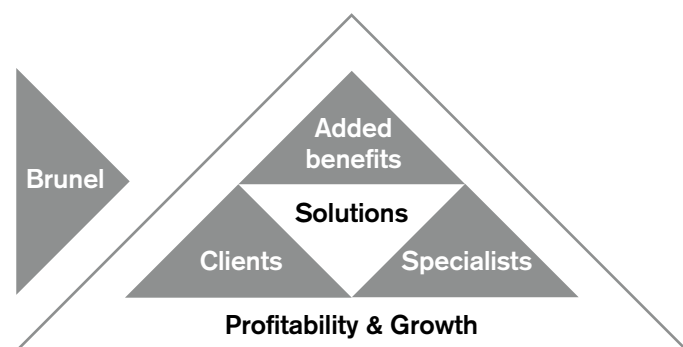 Added
benefits
Brunel
Solutions
Clients
Specialists
Profitability & Growth